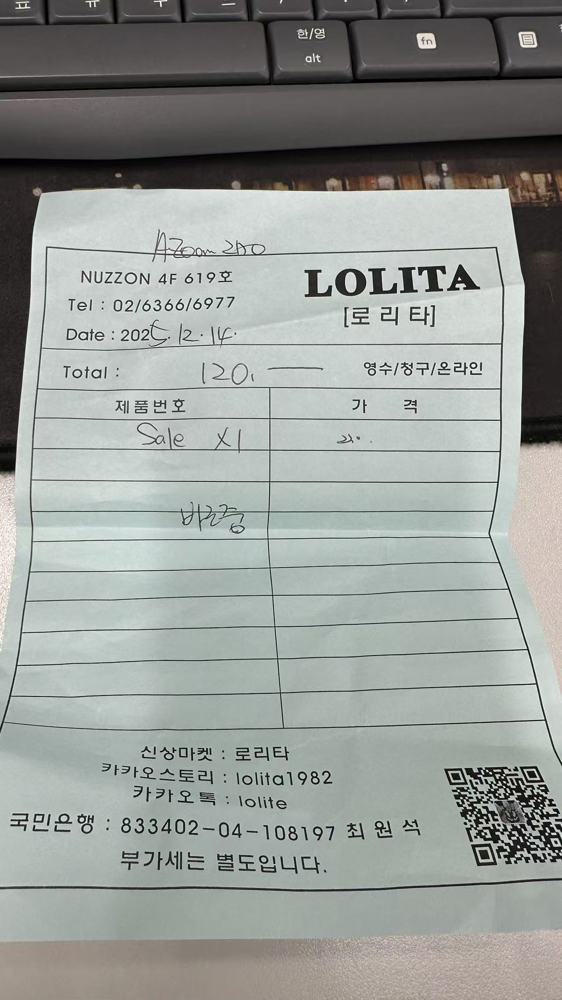 한/영
alt
fn
NUZZON 4F 619호
Tel : 02/6366/6977
Date : 2025.12.14.
LOLITA
[로리타]
Total : 120,
영수/청구/온라인
제품번호 가 격
Sale X1
바로줌
신상마켓 : 로리타
카카오스토리 : lolita1982
카카오톡 : lolite
국민은행 : 833402-04-108197 최원석
부가세는 별도입니다.